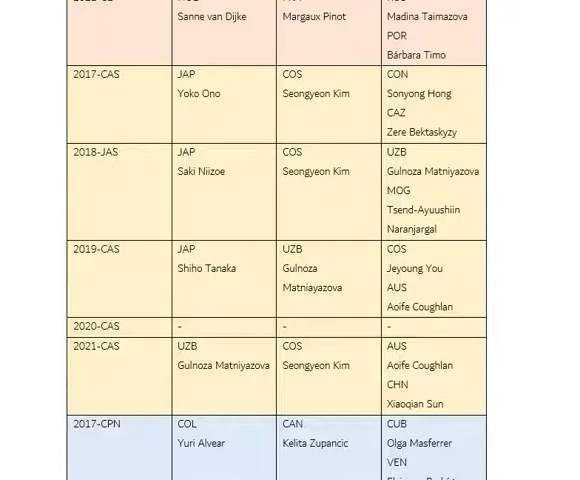 Sanne van Dijke
Margaux Pinot
Madina Taimazova
POR
Bárbara Timo
2017-CAS
JAP
Yoko Ono
COS
Seongyeon Kim
CON
Sonyong Hong
CAZ
Zere Bektaskyzy
2018-JAS
JAP
Saki Niizoe
COS
Seongyeon Kim
UZB
Gulnoza Matniyazova
MOG
Tsend-Ayuushiin
Naranjargal
2019-CAS
JAP
Shiho Tanaka
UZB
Gulnoza
Matniayazova
COS
Jeyoung You
AUS
Aoife Coughlan
2020-CAS
-
-
-
2021-CAS
UZB
Gulnoza Matniyazova
COS
Seongyeon Kim
AUS
Aoife Coughlan
CHN
Xiaoqian Sun
2017-CPN
COL
Yuri Alvear
CAN
Kelita Zupancic
CUB
Olga Masferrer
VEN